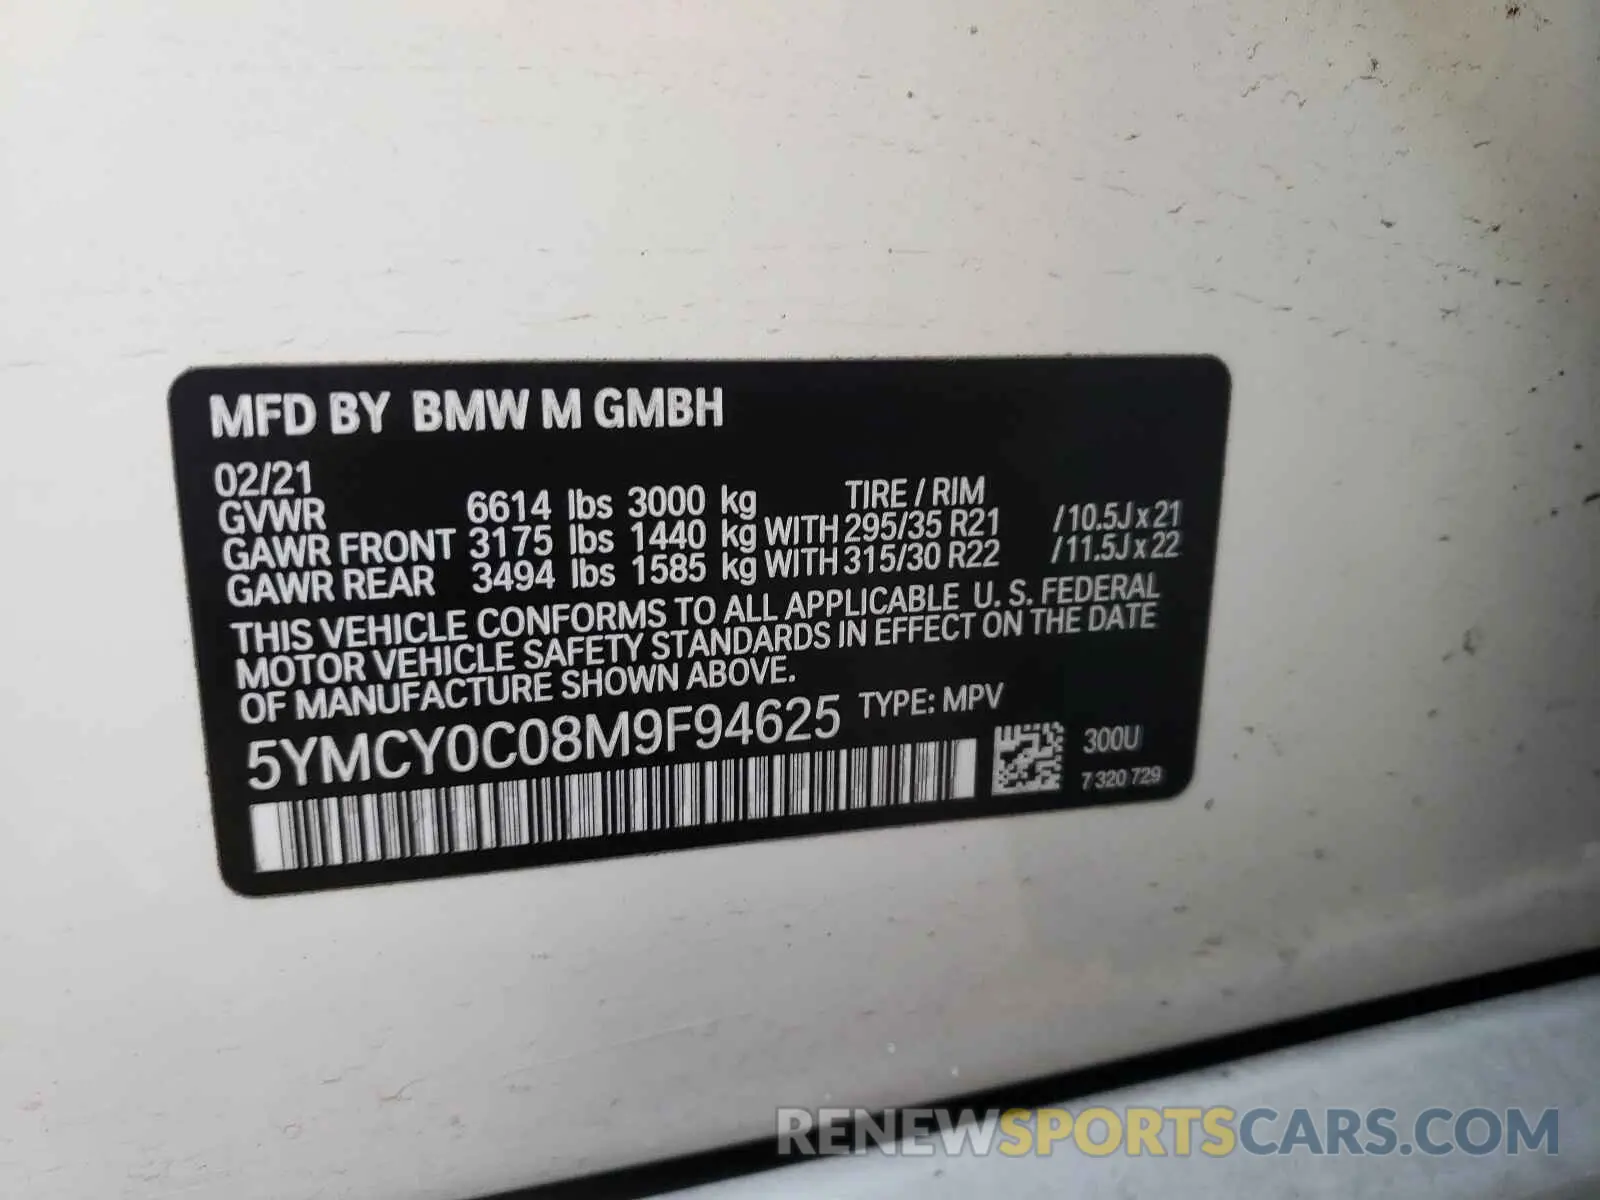 MFD BY BMW M GMBH
02/21
GVWR 6614 lbs 3000 kg TIRE / RIM
GAWR FRONT 3175 lbs 1440 kg WITH 295/35 R21 /10.5J x 21
GAWR REAR 3494 lbs 1585 kg WITH 315/30 R22 /11.5J x 22
THIS VEHICLE CONFORMS TO ALL APPLICABLE U. S. FEDERAL
MOTOR VEHICLE SAFETY STANDARDS IN EFFECT ON THE DATE
OF MANUFACTURE SHOWN ABOVE.
5YMCY0C08M9F94625 TYPE: MPV
300U
7 320 729
RENEWSPORTSCARS.COM